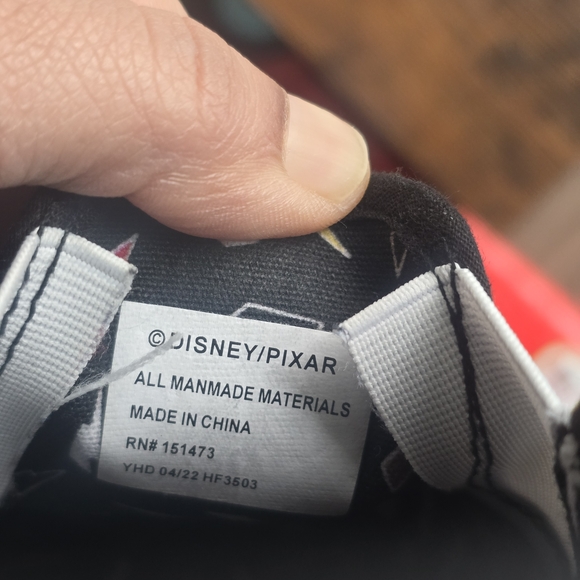 ©DISNEY/PIXAR
ALL MANMADE MATERIALS
MADE IN CHINA
RN# 151473
YHD 04/22 HF3503